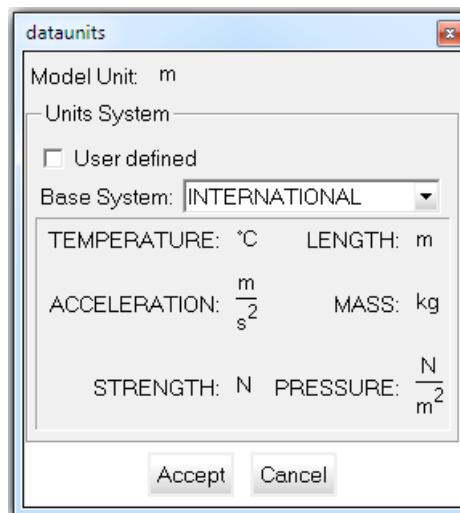 dataunits
Model Unit: m
Units System
User defined
Base System: INTERNATIONAL
TEMPERATURE: °C LENGTH: m
ACCELERATION: m/s² MASS: kg
STRENGTH: N PRESSURE: N/m²
Accept Cancel